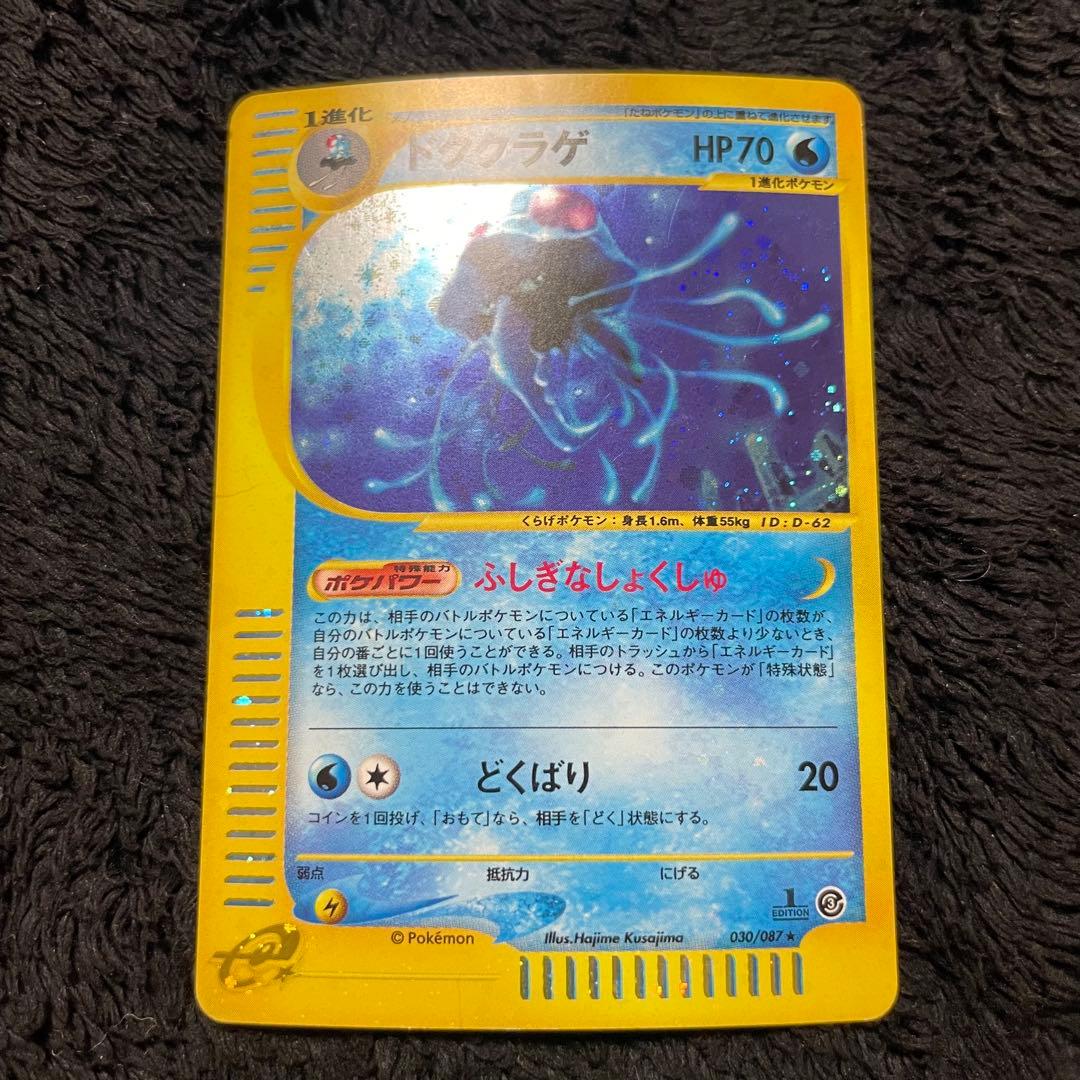 1進化
「たねポケモン」の上に重ねて進化させます
ドククラゲ
HP70
1進化ポケモン
くらげポケモン：身長1.6m、体重55kg ID:D-62
特殊能力
ポケパワー
ふしぎなしょくしゅ
この力は、相手のバトルポケモンについている「エネルギーカード」の枚数が、
自分のバトルポケモンについている「エネルギーカード」の枚数より少ないとき、
自分の番ごとに1回使うことができる。相手のトラッシュから「エネルギーカード」
を1枚選び出し、相手のバトルポケモンにつける。このポケモンが「特殊状態」
なら、この力を使うことはできない。
どくばり
20
コインを1回投げ、「おもて」なら、相手を「どく」状態にする。
弱点
抵抗力
にげる
1
EDITION
3
©Pokémon
Illus.Hajime Kusajima
030/087★